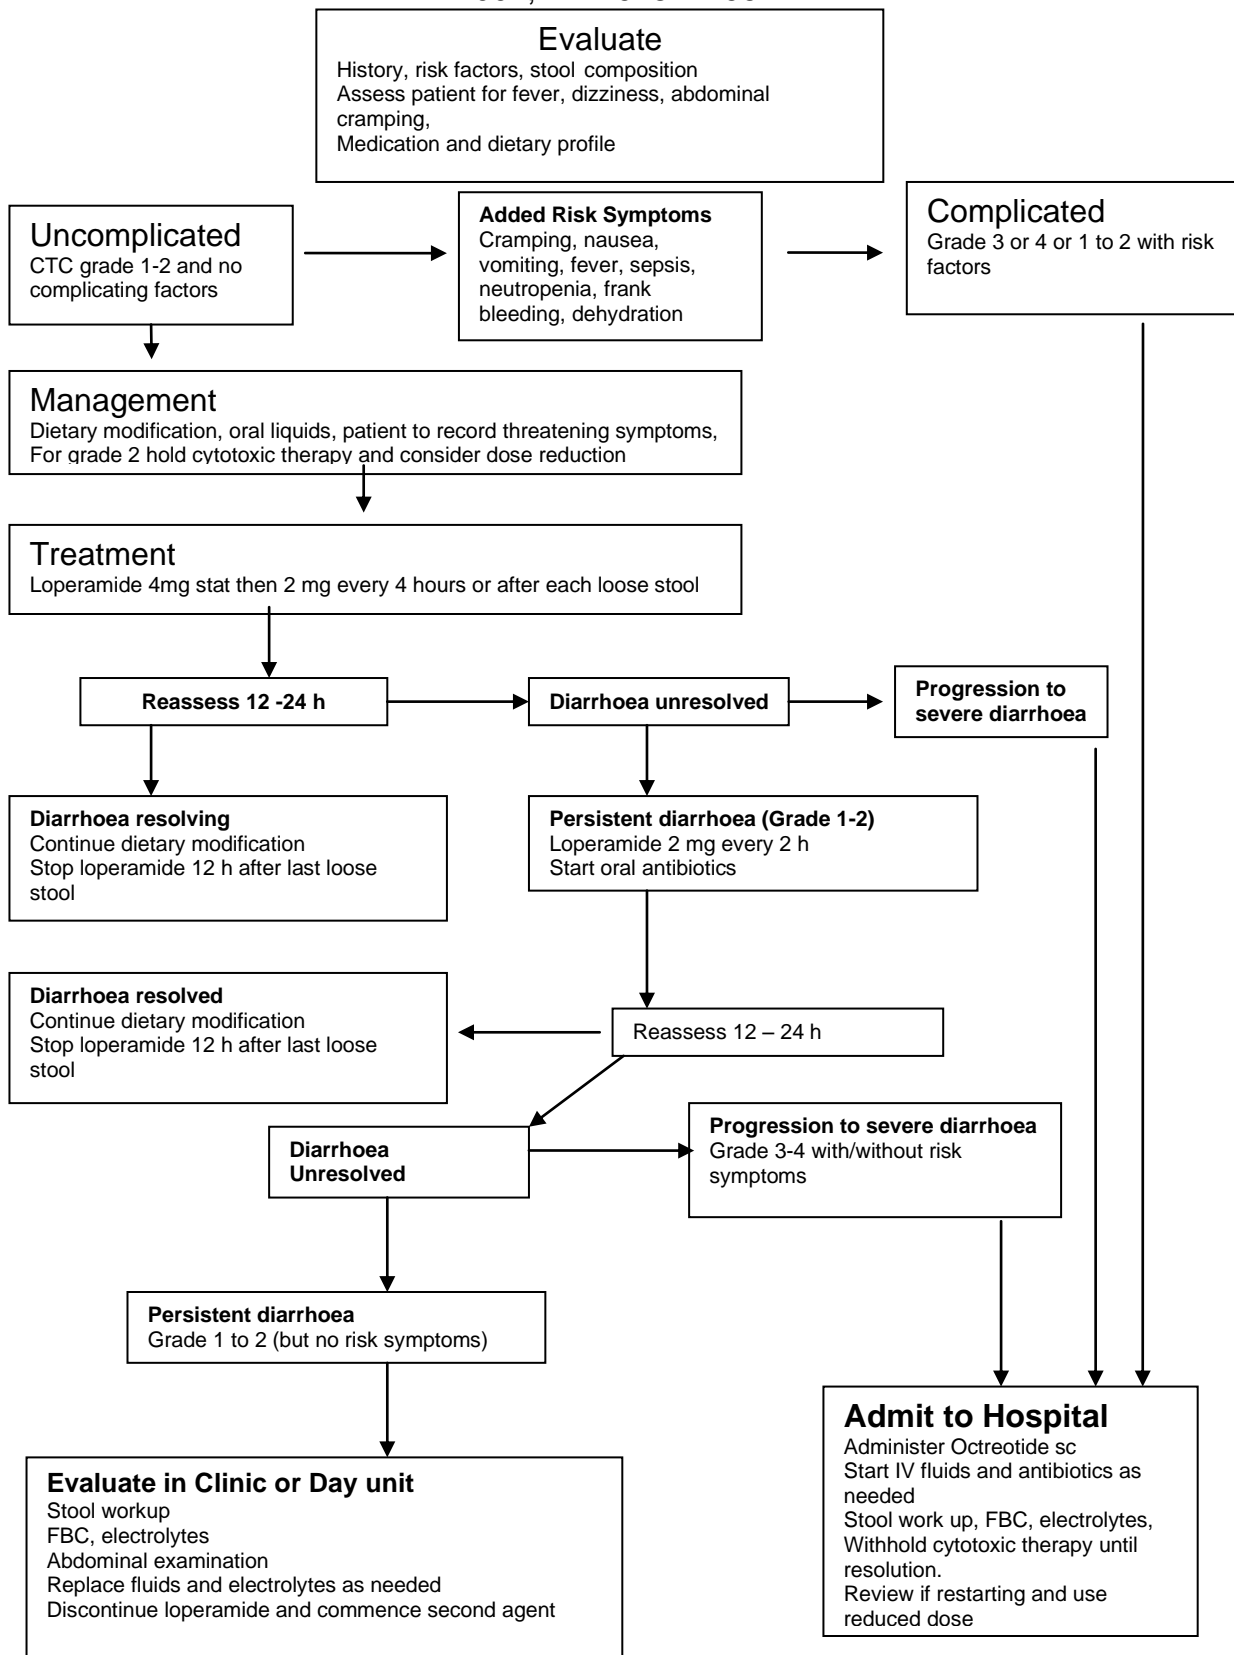 Evaluate
History, risk factors, stool composition
Assess patient for fever, dizziness, abdominal
cramping,
Medication and dietary profile
Uncomplicated
CTC grade 1-2 and no
complicating factors
Added Risk Symptoms
Cramping, nausea,
vomiting, fever, sepsis,
neutropenia, frank
bleeding, dehydration
Complicated
Grade 3 or 4 or 1 to 2 with risk
factors
Management
Dietary modification, oral liquids, patient to record threatening symptoms,
For grade 2 hold cytotoxic therapy and consider dose reduction
Treatment
Loperamide 4mg stat then 2 mg every 4 hours or after each loose stool
Reassess 12 -24 h
Diarrhoea unresolved
Progression to
severe diarrhoea
Diarrhoea resolving
Continue dietary modification
Stop loperamide 12 h after last loose
stool
Persistent diarrhoea (Grade 1-2)
Loperamide 2 mg every 2 h
Start oral antibiotics
Diarrhoea resolved
Continue dietary modification
Stop loperamide 12 h after last loose
stool
Reassess 12 – 24 h
Diarrhoea
Unresolved
Progression to severe diarrhoea
Grade 3-4 with/without risk
symptoms
Persistent diarrhoea
Grade 1 to 2 (but no risk symptoms)
Evaluate in Clinic or Day unit
Stool workup
FBC, electrolytes
Abdominal examination
Replace fluids and electrolytes as needed
Discontinue loperamide and commence second agent
Admit to Hospital
Administer Octreotide sc
Start IV fluids and antibiotics as
needed
Stool work up, FBC, electrolytes,
Withhold cytotoxic therapy until
resolution.
Review if restarting and use
reduced dose